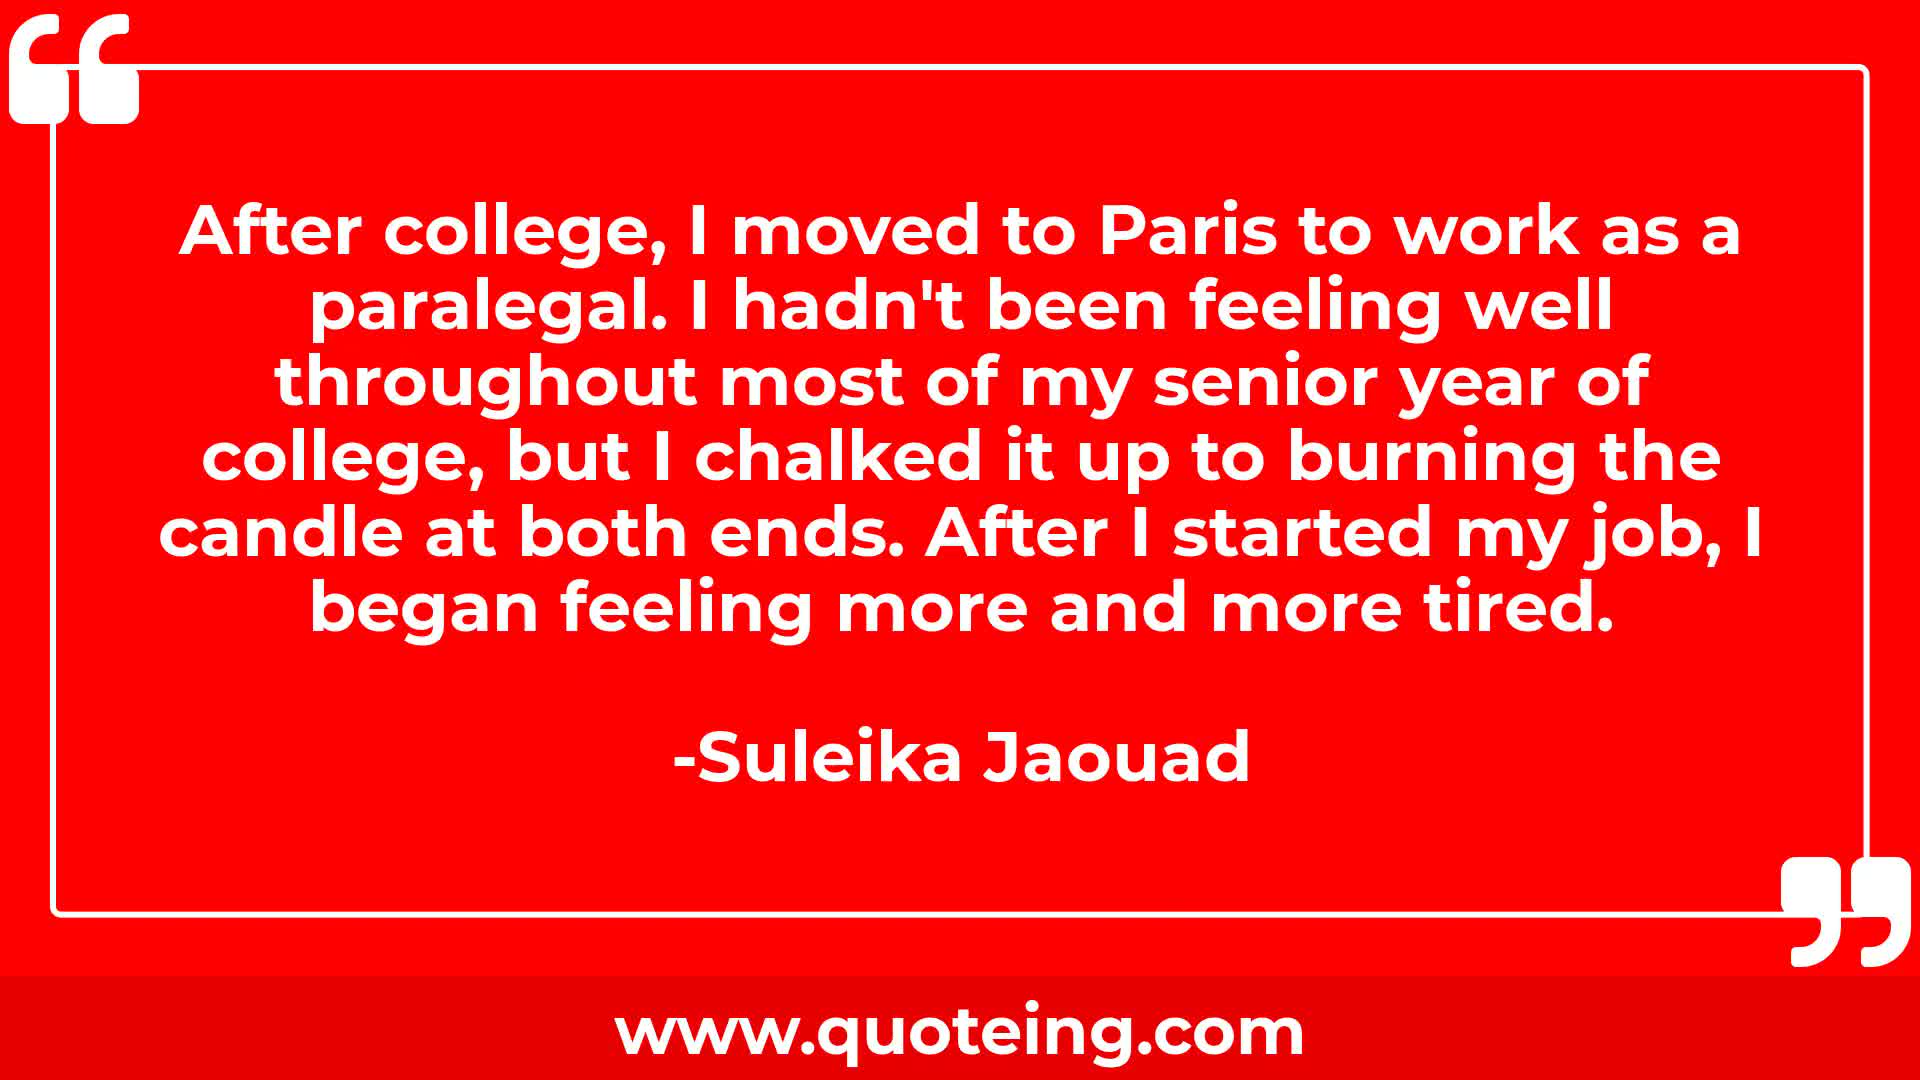 After college, I moved to Paris to work as a
paralegal. I hadn't been feeling well
throughout most of my senior year of
college, but I chalked it up to burning the
candle at both ends. After I started my job, I
began feeling more and more tired.
-Suleika Jaouad
www.quoteing.com